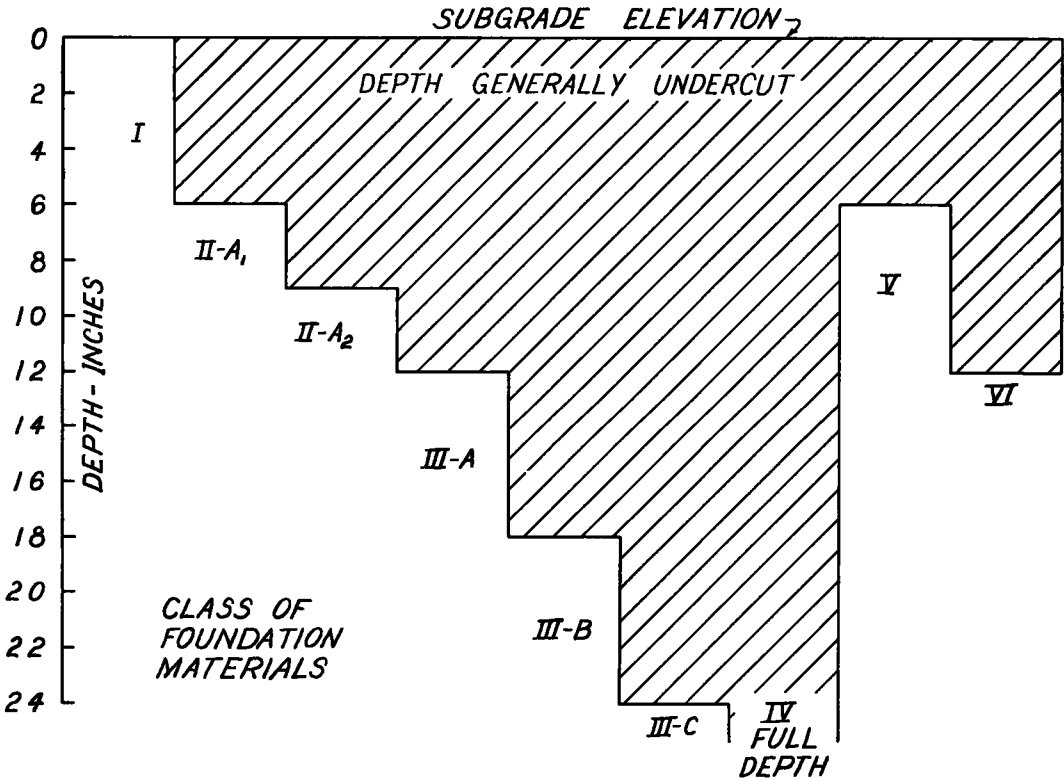 SUBGRADE ELEVATION
0
DEPTH GENERALLY UNDERCUT
2
I
4
6
II-A₁
8
V
10
II-A₂
12
VI
14
III-A
16
18
20
CLASS OF
FOUNDATION
MATERIALS
III-B
22
24
III-C
IV
FULL
DEPTH
DEPTH - INCHES